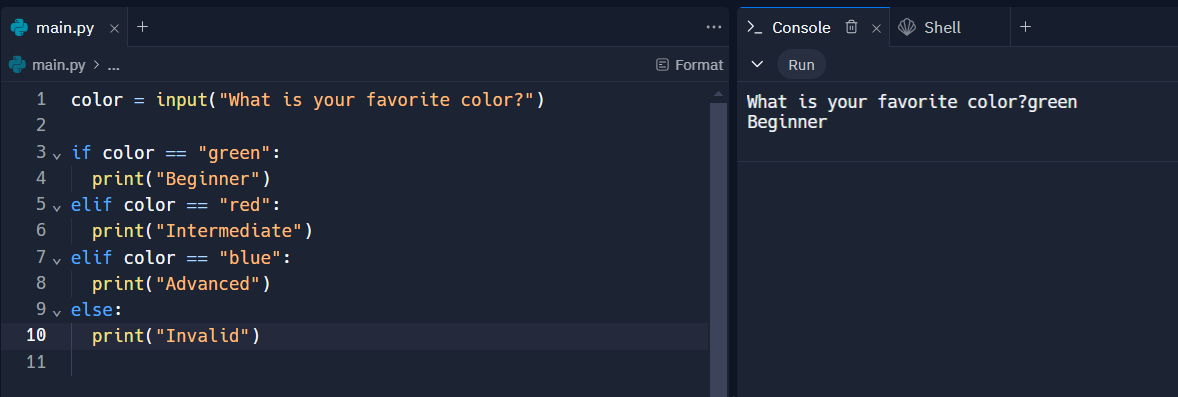 main.py
main.py > ...
Format
1 color = input("What is your favorite color?")
2
3 if color == "green":
4 print("Beginner")
5 elif color == "red":
6 print("Intermediate")
7 elif color == "blue":
8 print("Advanced")
9 else:
10 print("Invalid")
11
Console
Shell
Run
What is your favorite color?green
Beginner